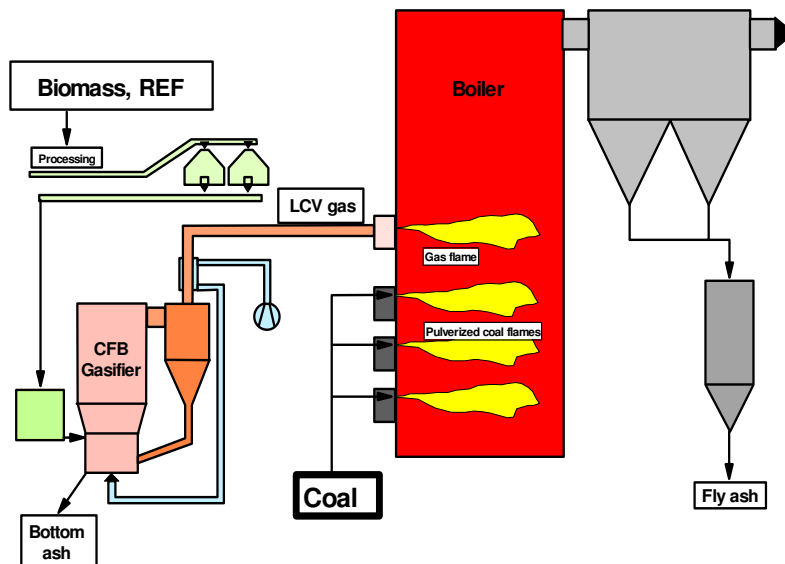 Biomass, REF
Boiler
Processing
LCV gas
Gas flame
CFB
Gasifier
Pulverized coal flames
Coal
Fly ash
Bottom
ash